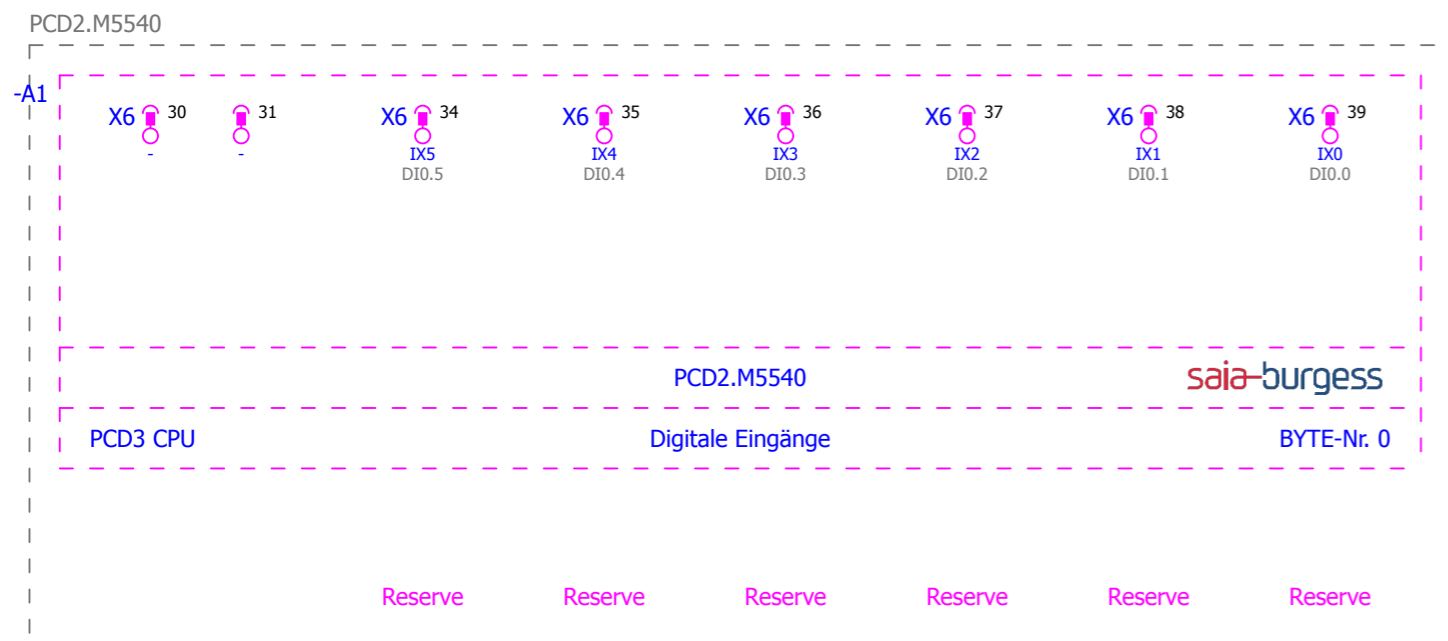 PCD2.M5540
-A1
X6 30 31 X6 34 X6 35 X6 36 X6 37 X6 38 X6 39
- - IX5 IX4 IX3 IX2 IX1 IX0
DI0.5 DI0.4 DI0.3 DI0.2 DI0.1 DI0.0
PCD2.M5540 saia-burgess
PCD3 CPU Digitale Eingänge BYTE-Nr. 0
Reserve Reserve Reserve Reserve Reserve Reserve